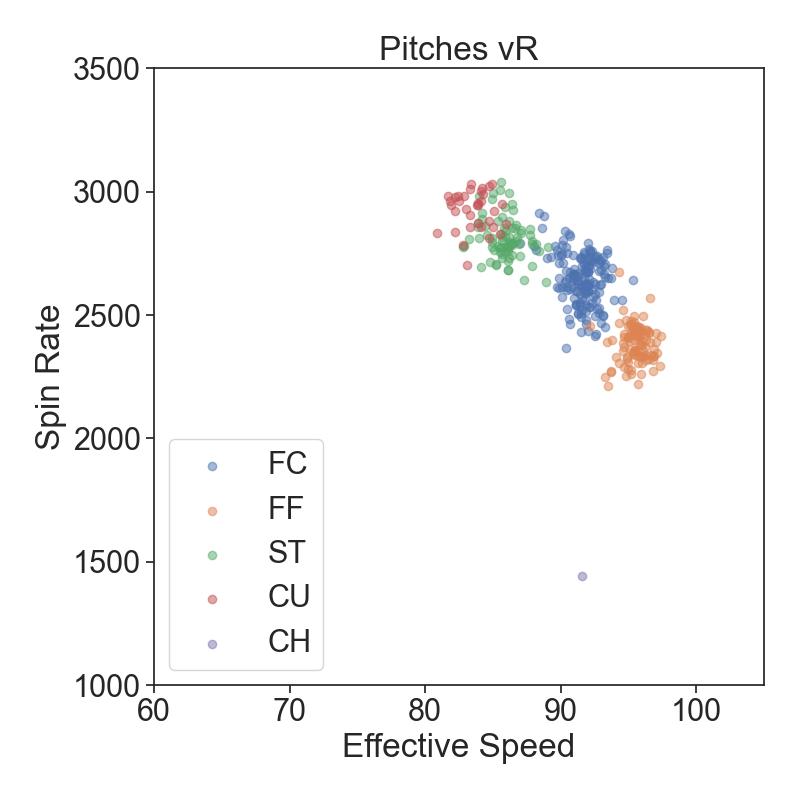 Pitches vR
3500
3000
2500
2000
1500
1000
Spin Rate
FC
FF
ST
CU
CH
60 70 80 90 100
Effective Speed